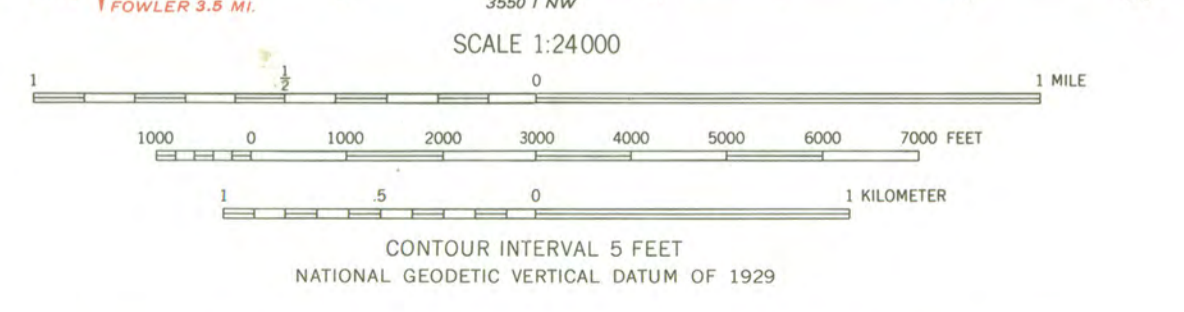 FOWLER 3.5 MI.
3550 I NW
SCALE 1:24000
1 ½ 0 1 MILE
1000 0 1000 2000 3000 4000 5000 6000 7000 FEET
1 .5 0 1 KILOMETER
CONTOUR INTERVAL 5 FEET
NATIONAL GEODETIC VERTICAL DATUM OF 1929